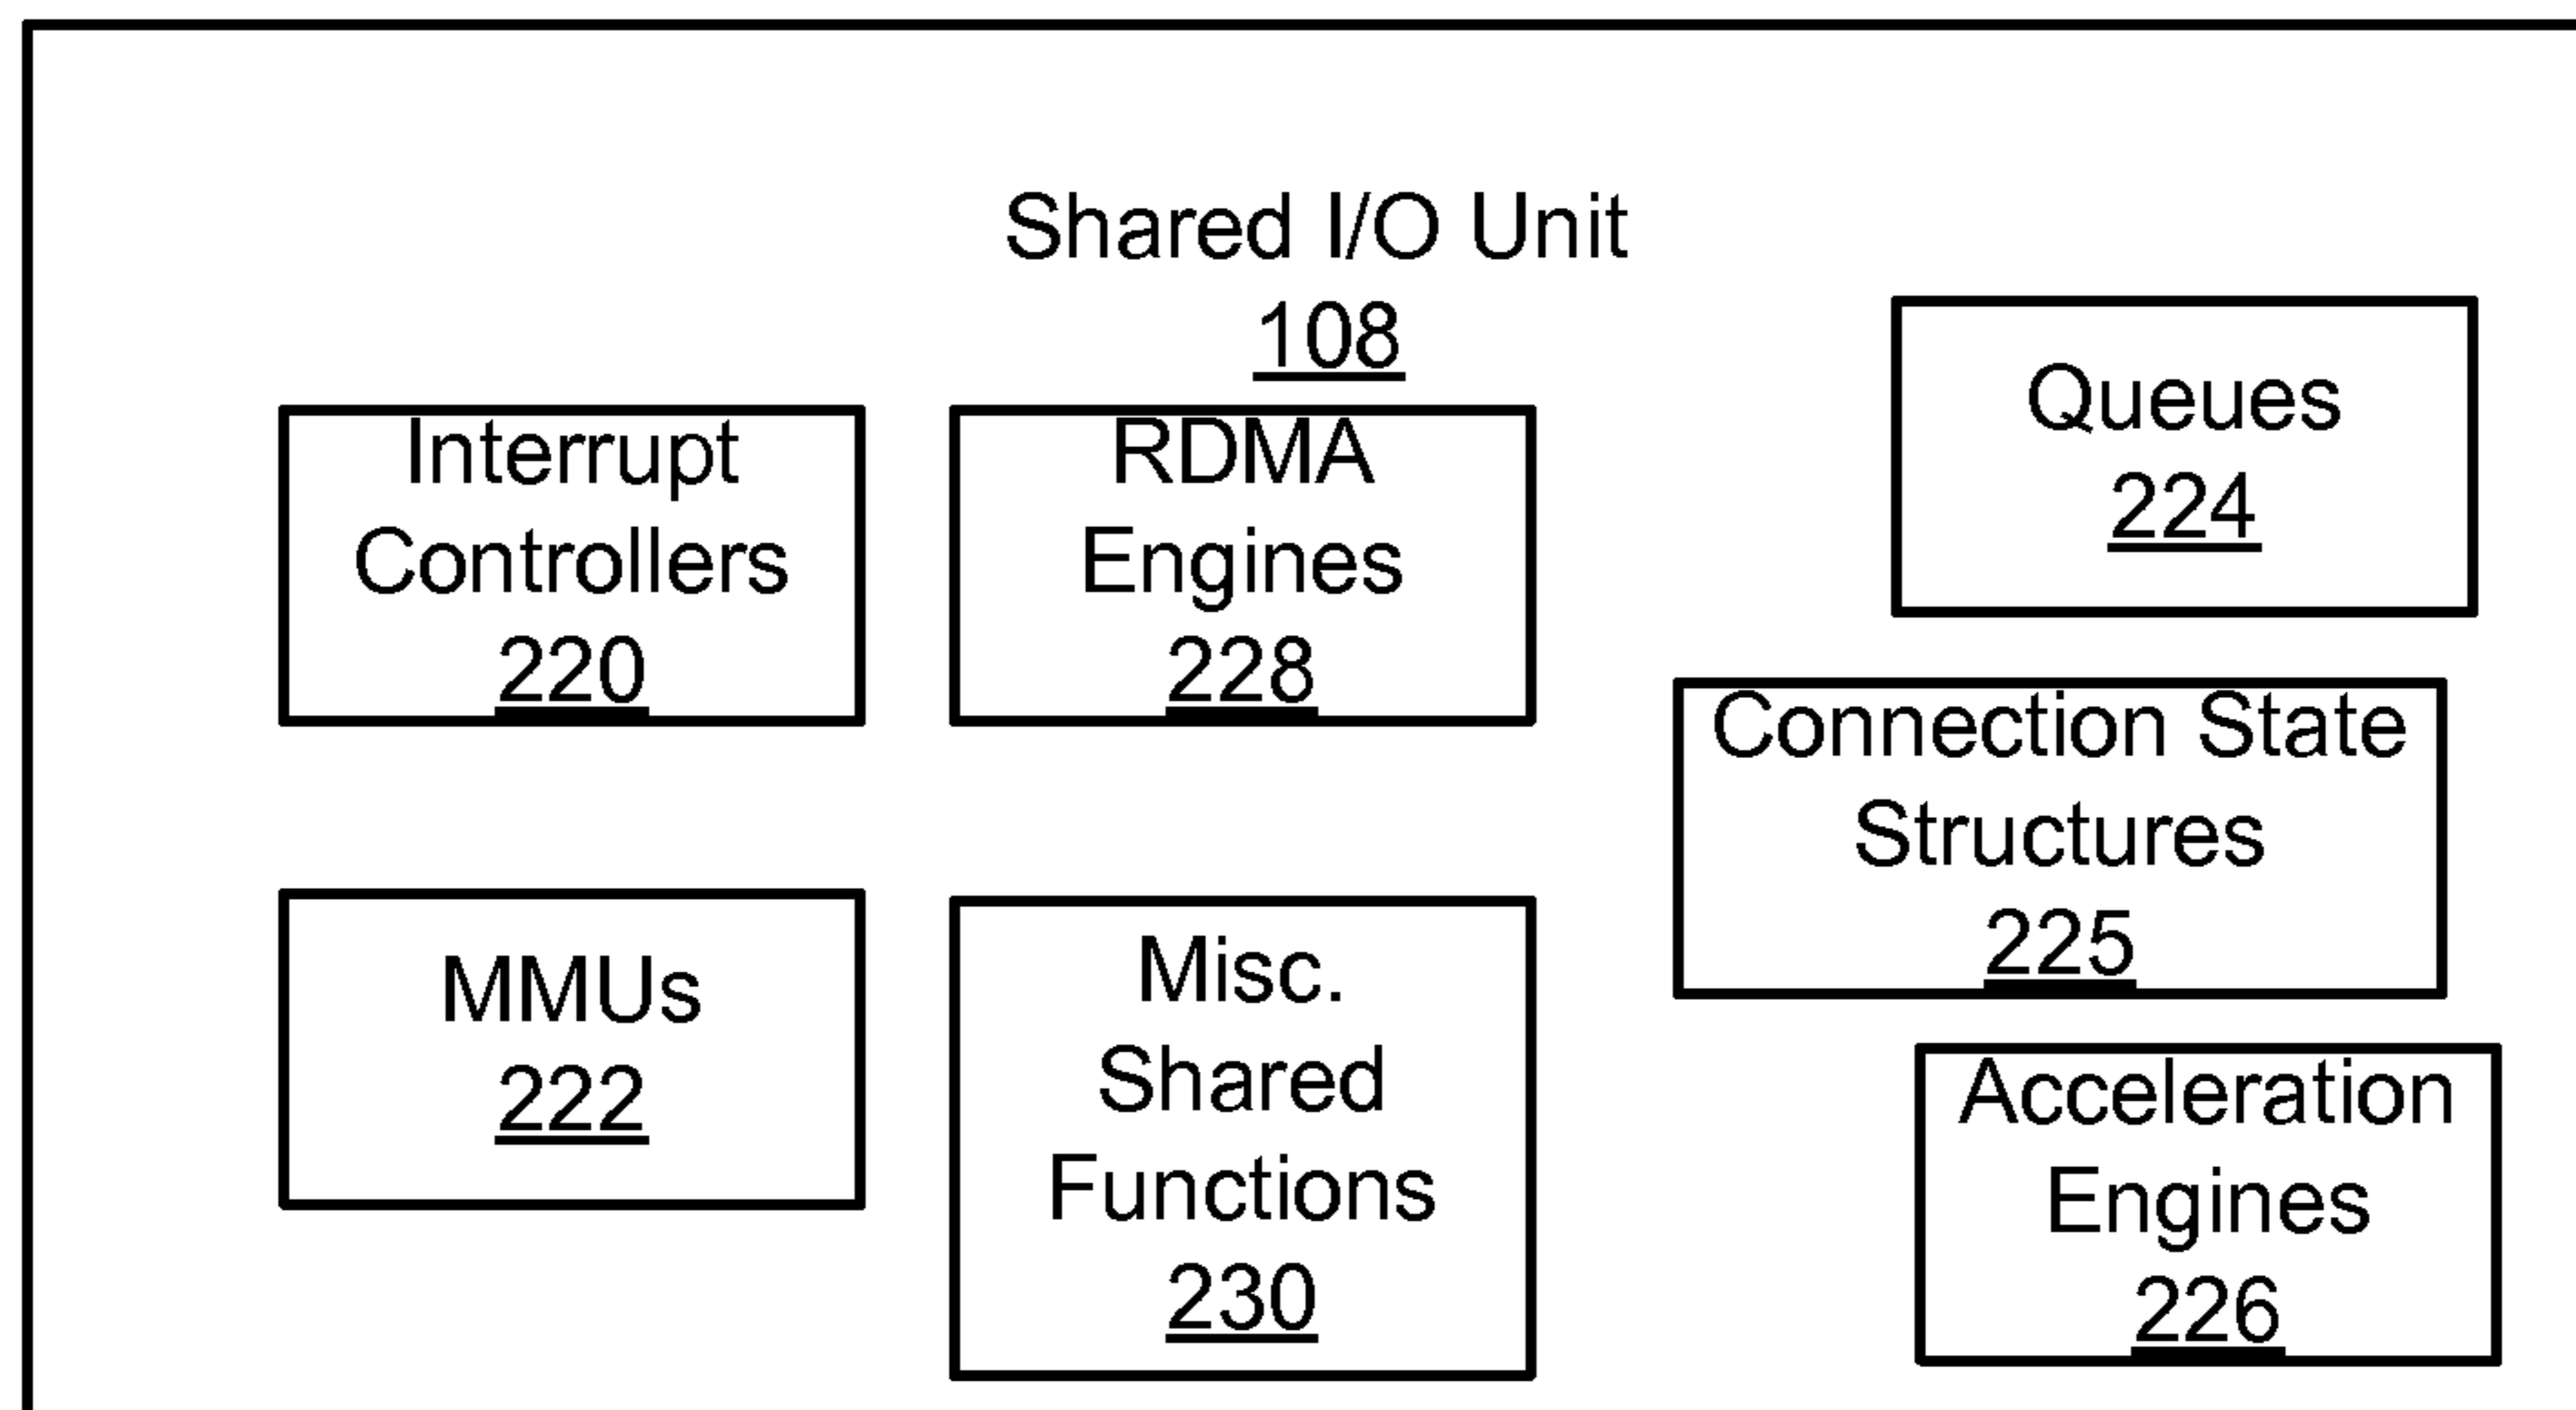 Shared I/O Unit
108
Interrupt
Controllers
220
RDMA
Engines
228
Queues
224
Connection State
Structures
225
MMUs
222
Misc.
Shared
Functions
230
Acceleration
Engines
226